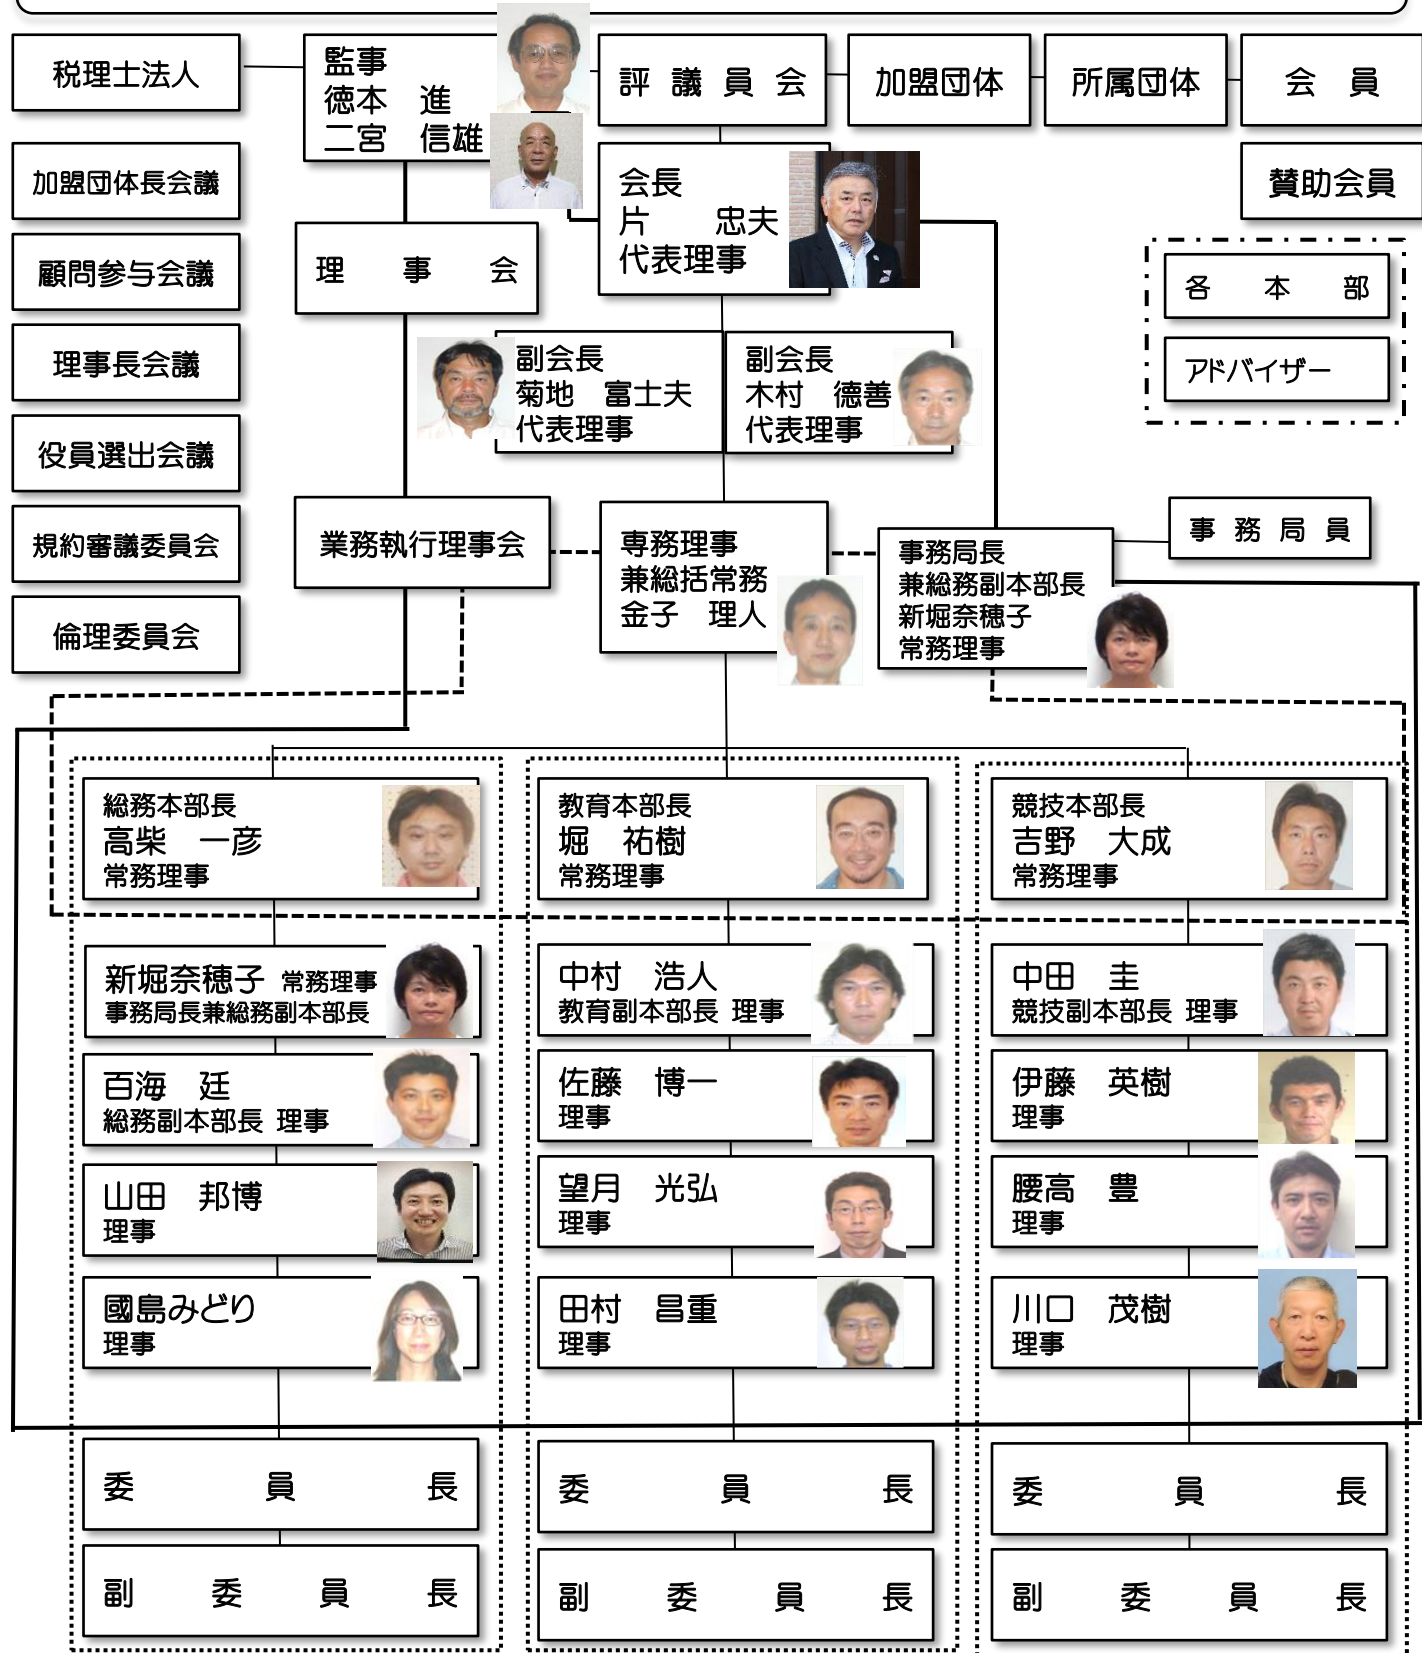 税理士法人
監事
徳本　進
二宮　信雄
評　議　員　会
加盟団体
所属団体
会　員
加盟団体長会議
会長
片　　忠夫
代表理事
賛助会員
顧問参与会議
理　事　会
各　本　部
アドバイザー
理事長会議
副会長
菊地　富士夫
代表理事
副会長
木村　德善
代表理事
役員選出会議
規約審議委員会
業務執行理事会
専務理事
兼総括常務
金子　理人
事務局長
兼総務副本部長
新堀奈穂子
常務理事
事　務　局　員
倫理委員会
総務本部長
高柴　一彦
常務理事
教育本部長
堀　祐樹
常務理事
競技本部長
吉野　大成
常務理事
新堀奈穂子 常務理事
事務局長兼総務副本部長
中村　浩人
教育副本部長 理事
中田　圭
競技副本部長 理事
百海　廷
総務副本部長 理事
佐藤　博一
理事
伊藤　英樹
理事
山田　邦博
理事
望月　光弘
理事
腰高　豊
理事
國島みどり
理事
田村　昌重
理事
川口　茂樹
理事
委　員　長
委　員　長
委　員　長
副　委　員　長
副　委　員　長
副　委　員　長